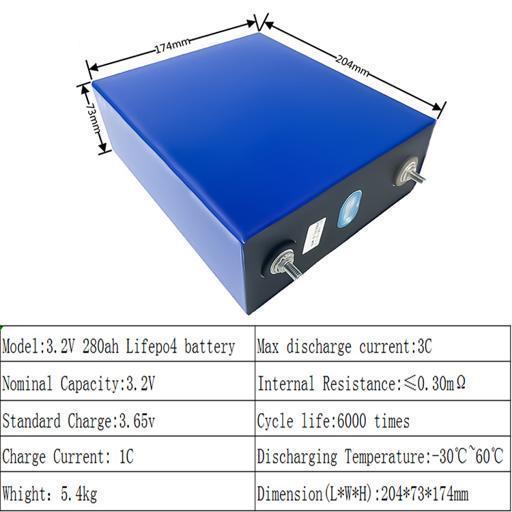 174mm
204mm
73mm
Model:3.2V 280ah Lifepo4 battery
Max discharge current:3C
Nominal Capacity:3.2V
Internal Resistance:≤0.30mΩ
Standard Charge:3.65v
Cycle life:6000 times
Charge Current: 1C
Discharging Temperature:-30℃~60℃
Whight: 5.4kg
Dimension(L*W*H):204*73*174mm